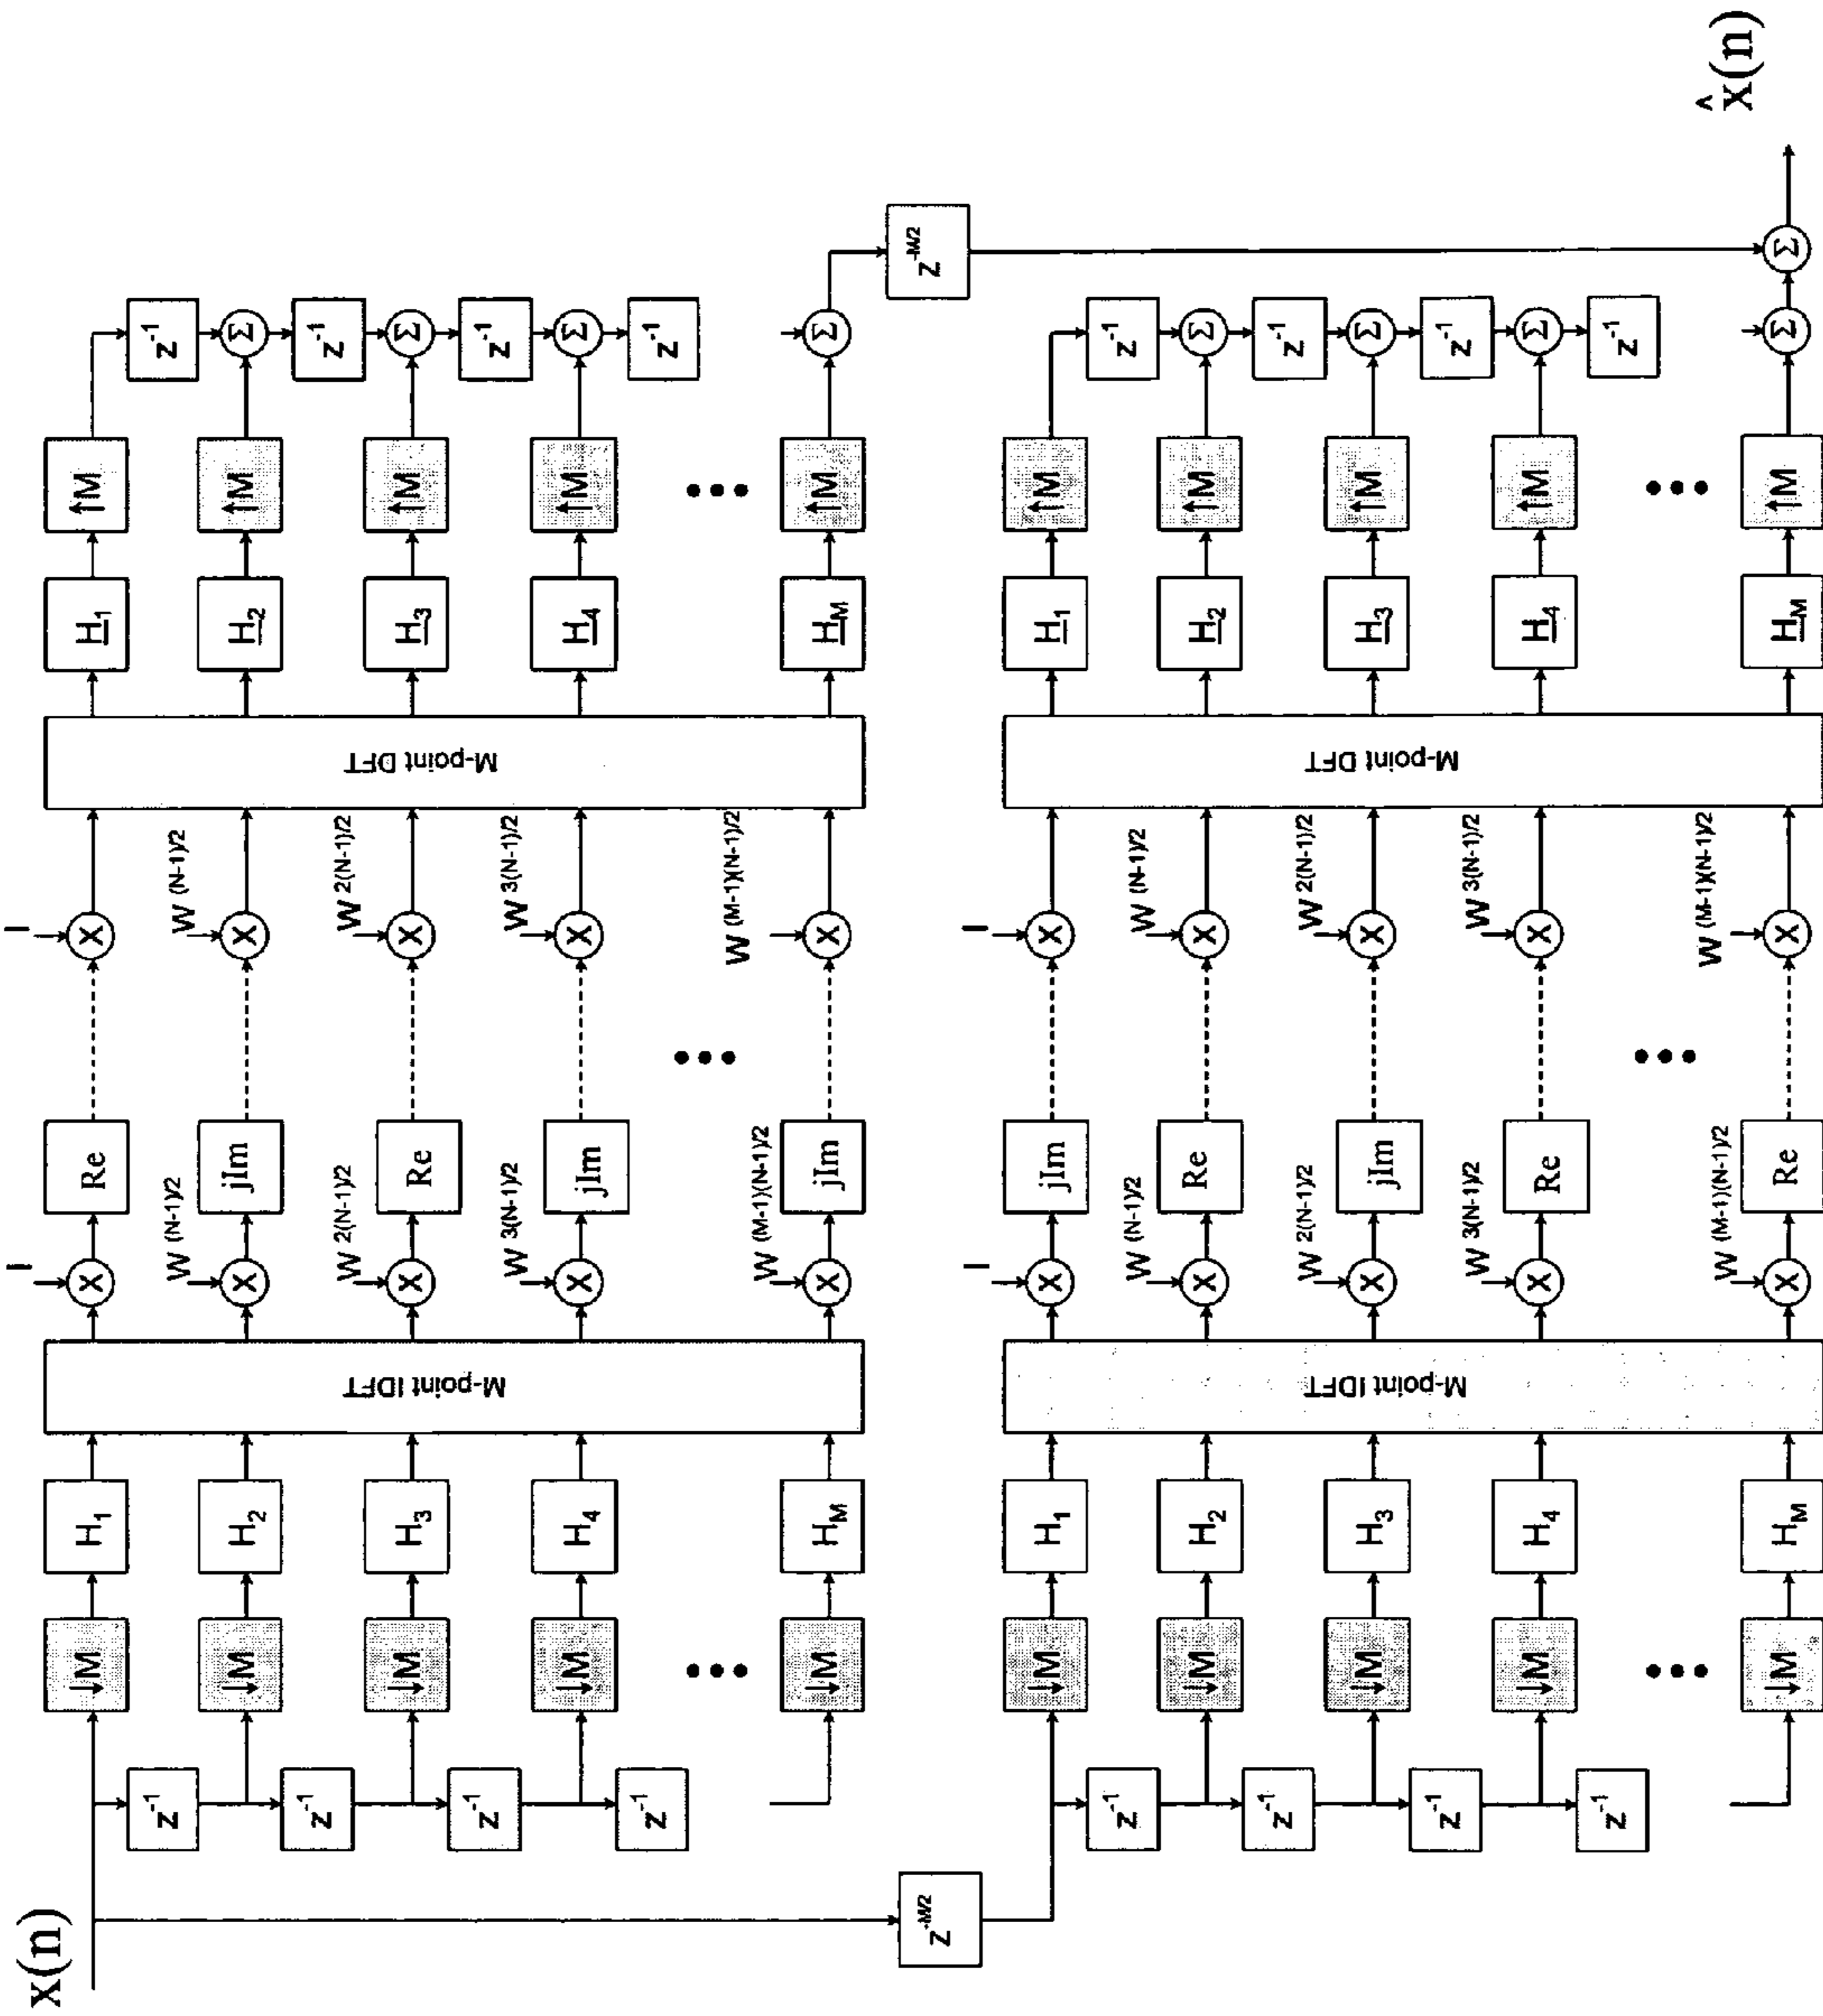 x(n)
↓M
H1
1
X
Re
1
X
H1
↑M
z-1
z-1
↓M
H2
W (N-1)/2
X
jIm
W (N-1)/2
X
H2
↑M
Σ
z-1
z-1
↓M
H3
W 2(N-1)/2
X
Re
W 2(N-1)/2
X
H3
↑M
Σ
z-1
z-1
↓M
H4
W 3(N-1)/2
X
jIm
W 3(N-1)/2
X
H4
↑M
Σ
z-1
z-1
M-point IDFT
M-point DFT
↓M
HM
W (M-1)(N-1)/2
X
jIm
W (M-1)(N-1)/2
X
HM
↑M
Σ
z-M/2
z-M/2
↓M
H1
1
X
jIm
1
X
H1
↑M
z-1
z-1
↓M
H2
W (N-1)/2
X
Re
W (N-1)/2
X
H2
↑M
Σ
z-1
z-1
↓M
H3
W 2(N-1)/2
X
jIm
W 2(N-1)/2
X
H3
↑M
Σ
z-1
z-1
↓M
H4
W 3(N-1)/2
X
Re
W 3(N-1)/2
X
H4
↑M
Σ
z-1
z-1
M-point IDFT
M-point DFT
↓M
HM
W (M-1)(N-1)/2
X
Re
W (M-1)(N-1)/2
X
HM
↑M
Σ
Σ
x̂(n)